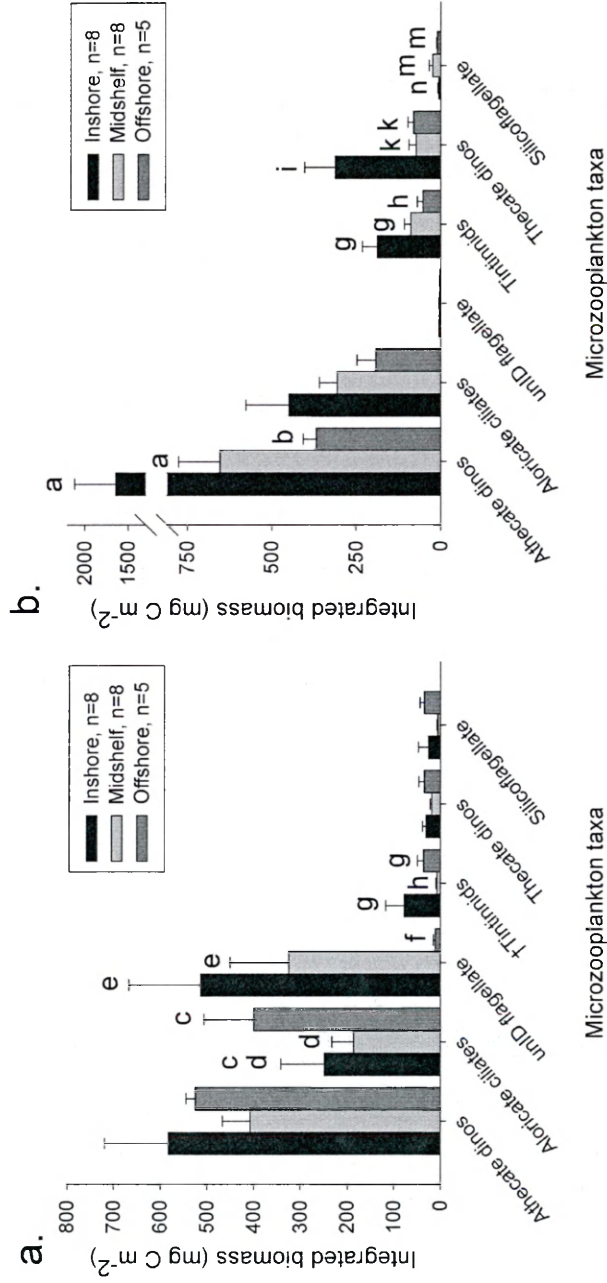 a.
Integrated biomass (mg C m-2)
800
700
600
500
400
300
200
100
0
Inshore, n=8
Midshelf, n=8
Offshore, n=5
c
d
d
c
e
e
f
g
h
g
Athecate dinos
Aloricate ciliates
unID flagellate
†Tintinnids
Thecate dinos
Silicoflagellate
Microzooplankton taxa
b.
Integrated biomass (mg C m-2)
2000
1500
750
500
250
0
Inshore, n=8
Midshelf, n=8
Offshore, n=5
a
a
b
g
g
h
i
k
k
n
m
m
Athecate dinos
Aloricate ciliates
unID flagellate
Tintinnids
Thecate dinos
Silicoflagellate
Microzooplankton taxa